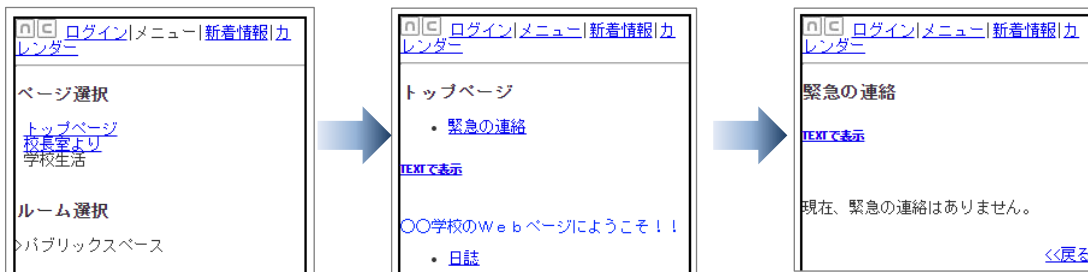 nc ログイン|メニュー|新着情報|カ
レンダー
ページ選択
トップページ
校長室より
学校生活
ルーム選択
>パブリックスペース
nc ログイン|メニュー|新着情報|カ
レンダー
トップページ
• 緊急の連絡
TEXTで表示
〇〇学校のWebページにようこそ！！
• 日誌
nc ログイン|メニュー|新着情報|カ
レンダー
緊急の連絡
TEXTで表示
現在、緊急の連絡はありません。
<<戻る